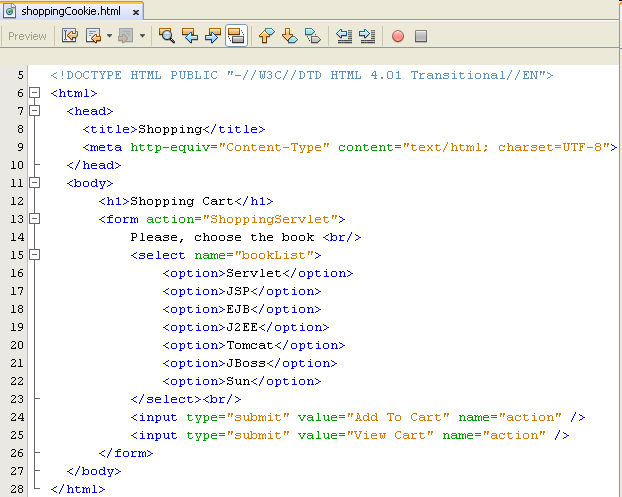 shoppingCookie.html x
Preview
5 <!DOCTYPE HTML PUBLIC "-//W3C//DTD HTML 4.01 Transitional//EN">
6 <html>
7 <head>
8 <title>Shopping</title>
9 <meta http-equiv="Content-Type" content="text/html; charset=UTF-8">
10 </head>
11 <body>
12 <h1>Shopping Cart</h1>
13 <form action="ShoppingServlet">
14 Please, choose the book <br/>
15 <select name="bookList">
16 <option>Servlet</option>
17 <option>JSP</option>
18 <option>EJB</option>
19 <option>J2EE</option>
20 <option>Tomcat</option>
21 <option>JBoss</option>
22 <option>Sun</option>
23 </select><br/>
24 <input type="submit" value="Add To Cart" name="action" />
25 <input type="submit" value="View Cart" name="action" />
26 </form>
27 </body>
28 </html>